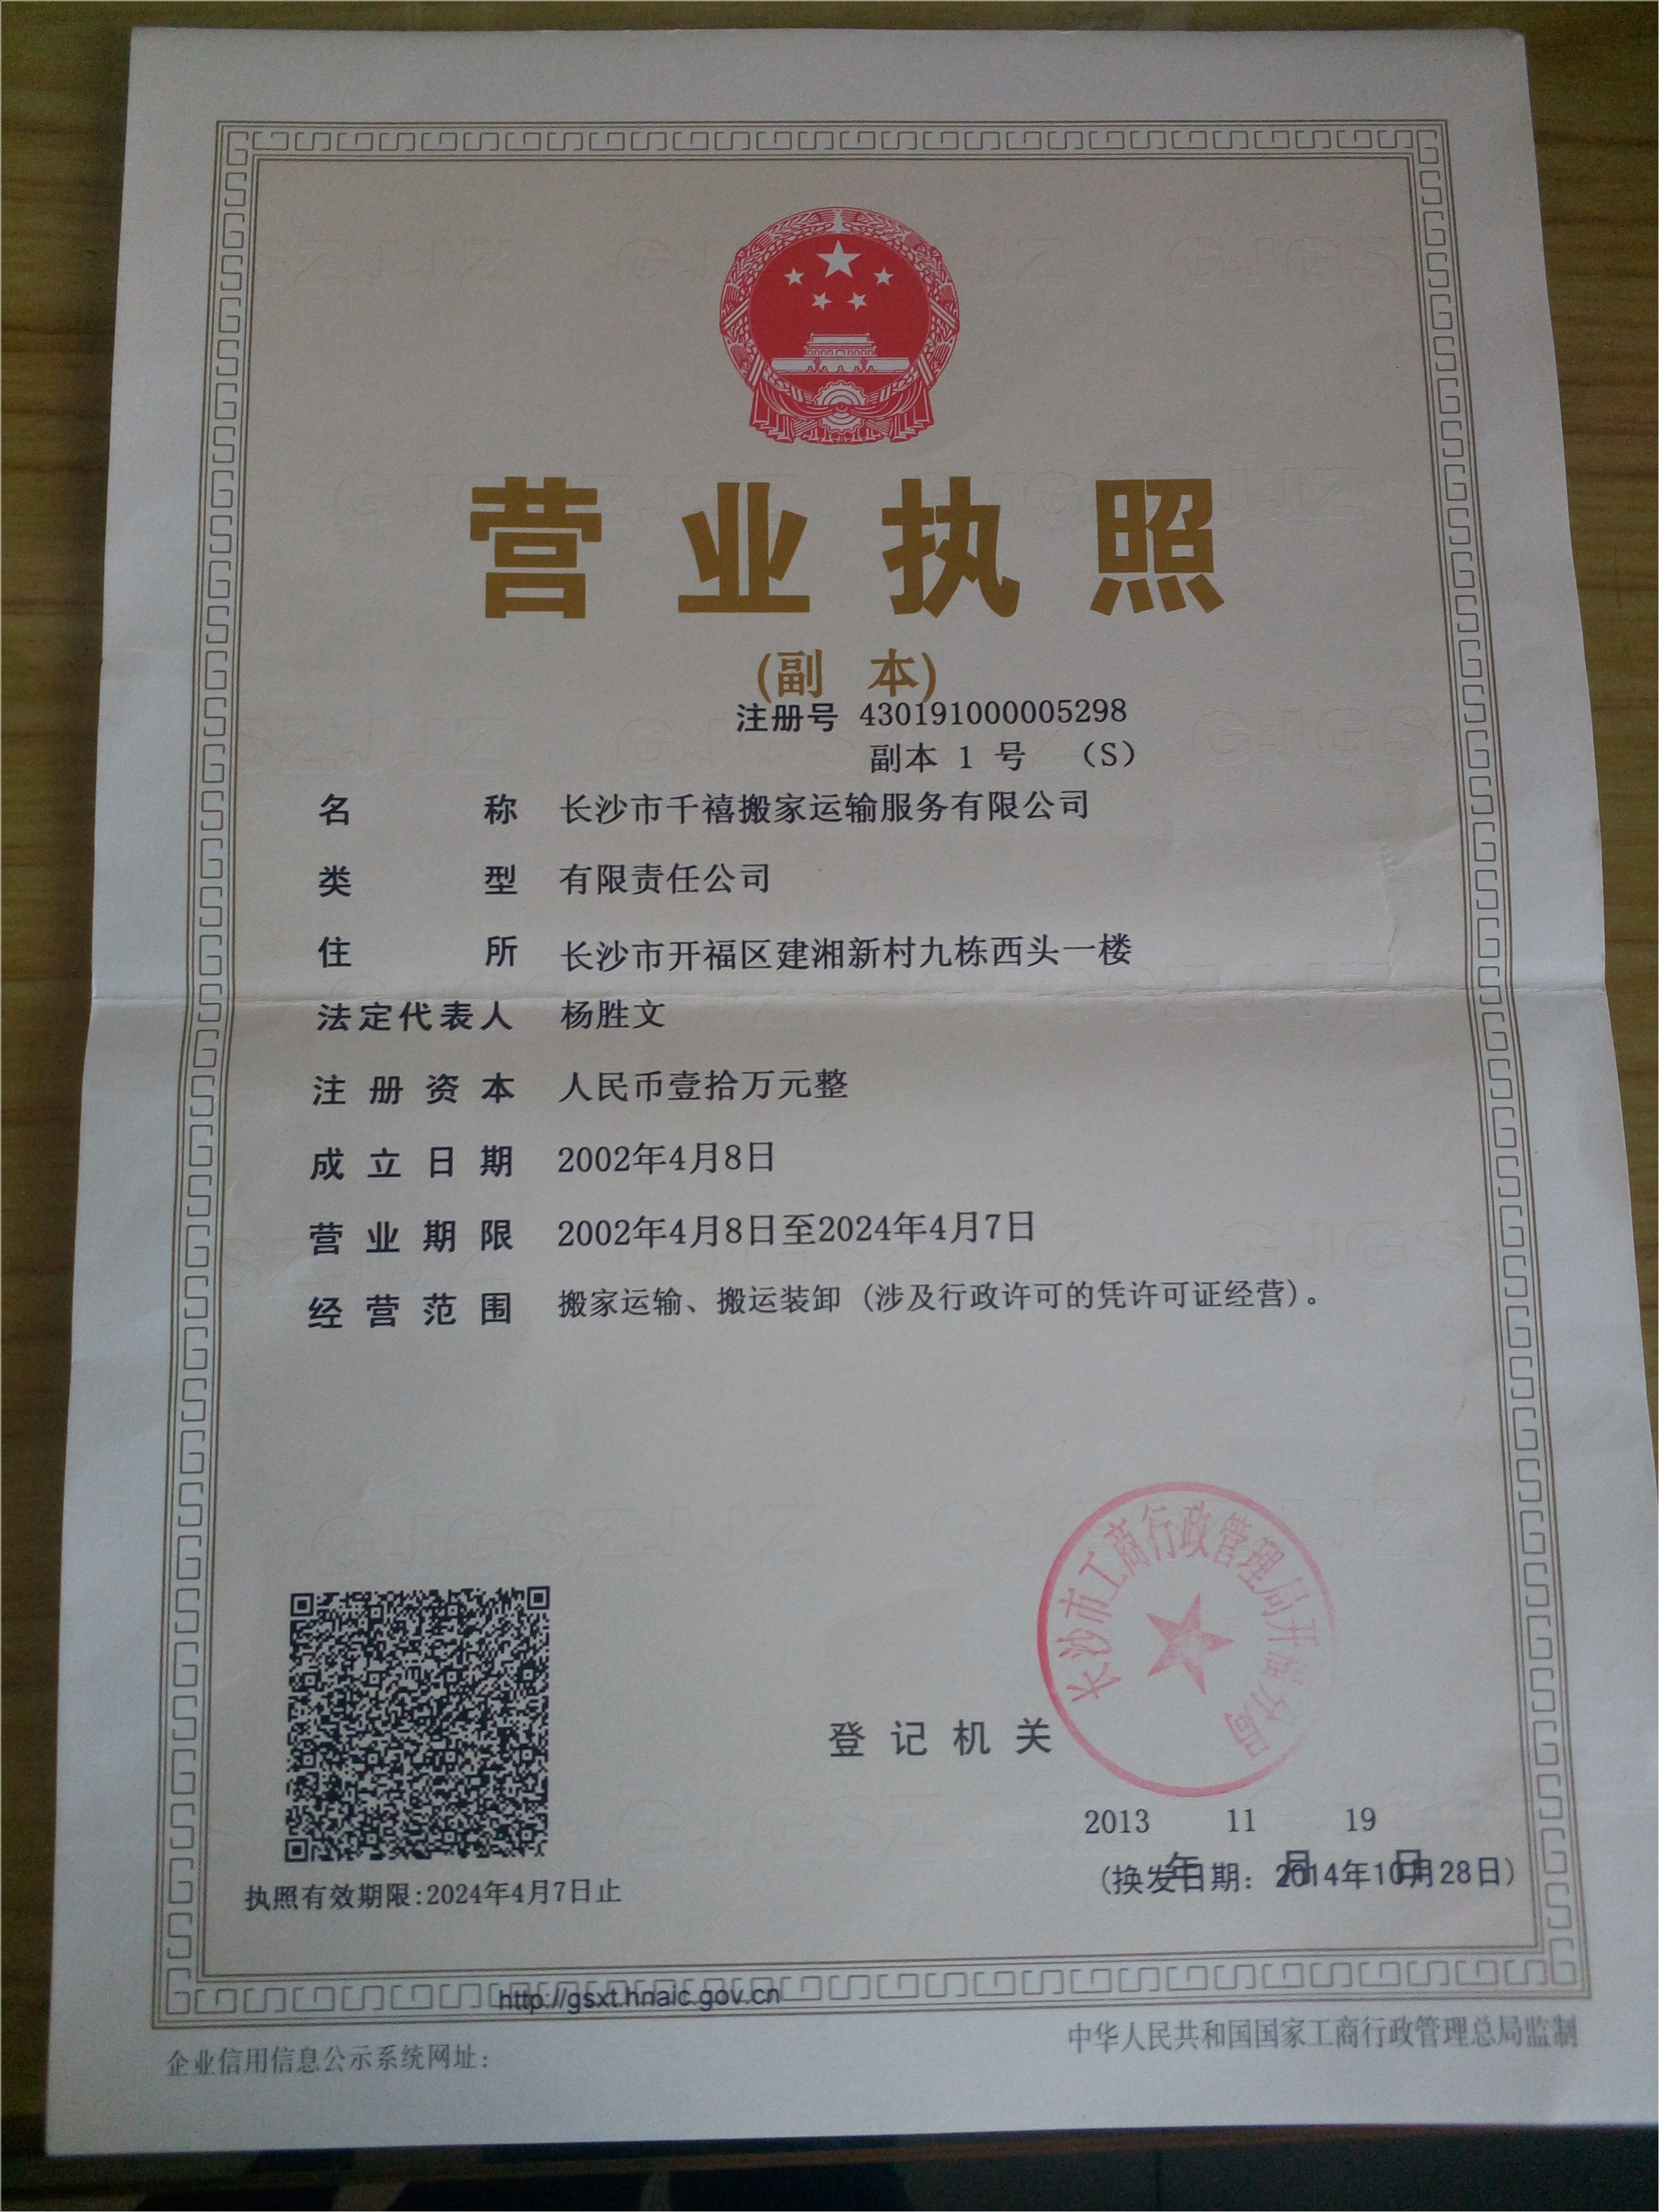 营业执照
(副 本)
注册号 430191000005298
副本 1 号 （S）
名 称 长沙市千禧搬家运输服务有限公司
类 型 有限责任公司
住 所 长沙市开福区建湘新村九栋西头一楼
法定代表人 杨胜文
注册资本 人民币壹拾万元整
成立日期 2002年4月8日
营业期限 2002年4月8日至2024年4月7日
经营范围 搬家运输、搬运装卸 (涉及行政许可的凭许可证经营)。
长沙市工商行政管理局开福分局
登记机关
2013 11 19
年 月 日
(换发日期：2014年10月28日)
执照有效期限:2024年4月7日止
http://gsxt.hnaic.gov.cn
企业信用信息公示系统网址:
中华人民共和国国家工商行政管理总局监制